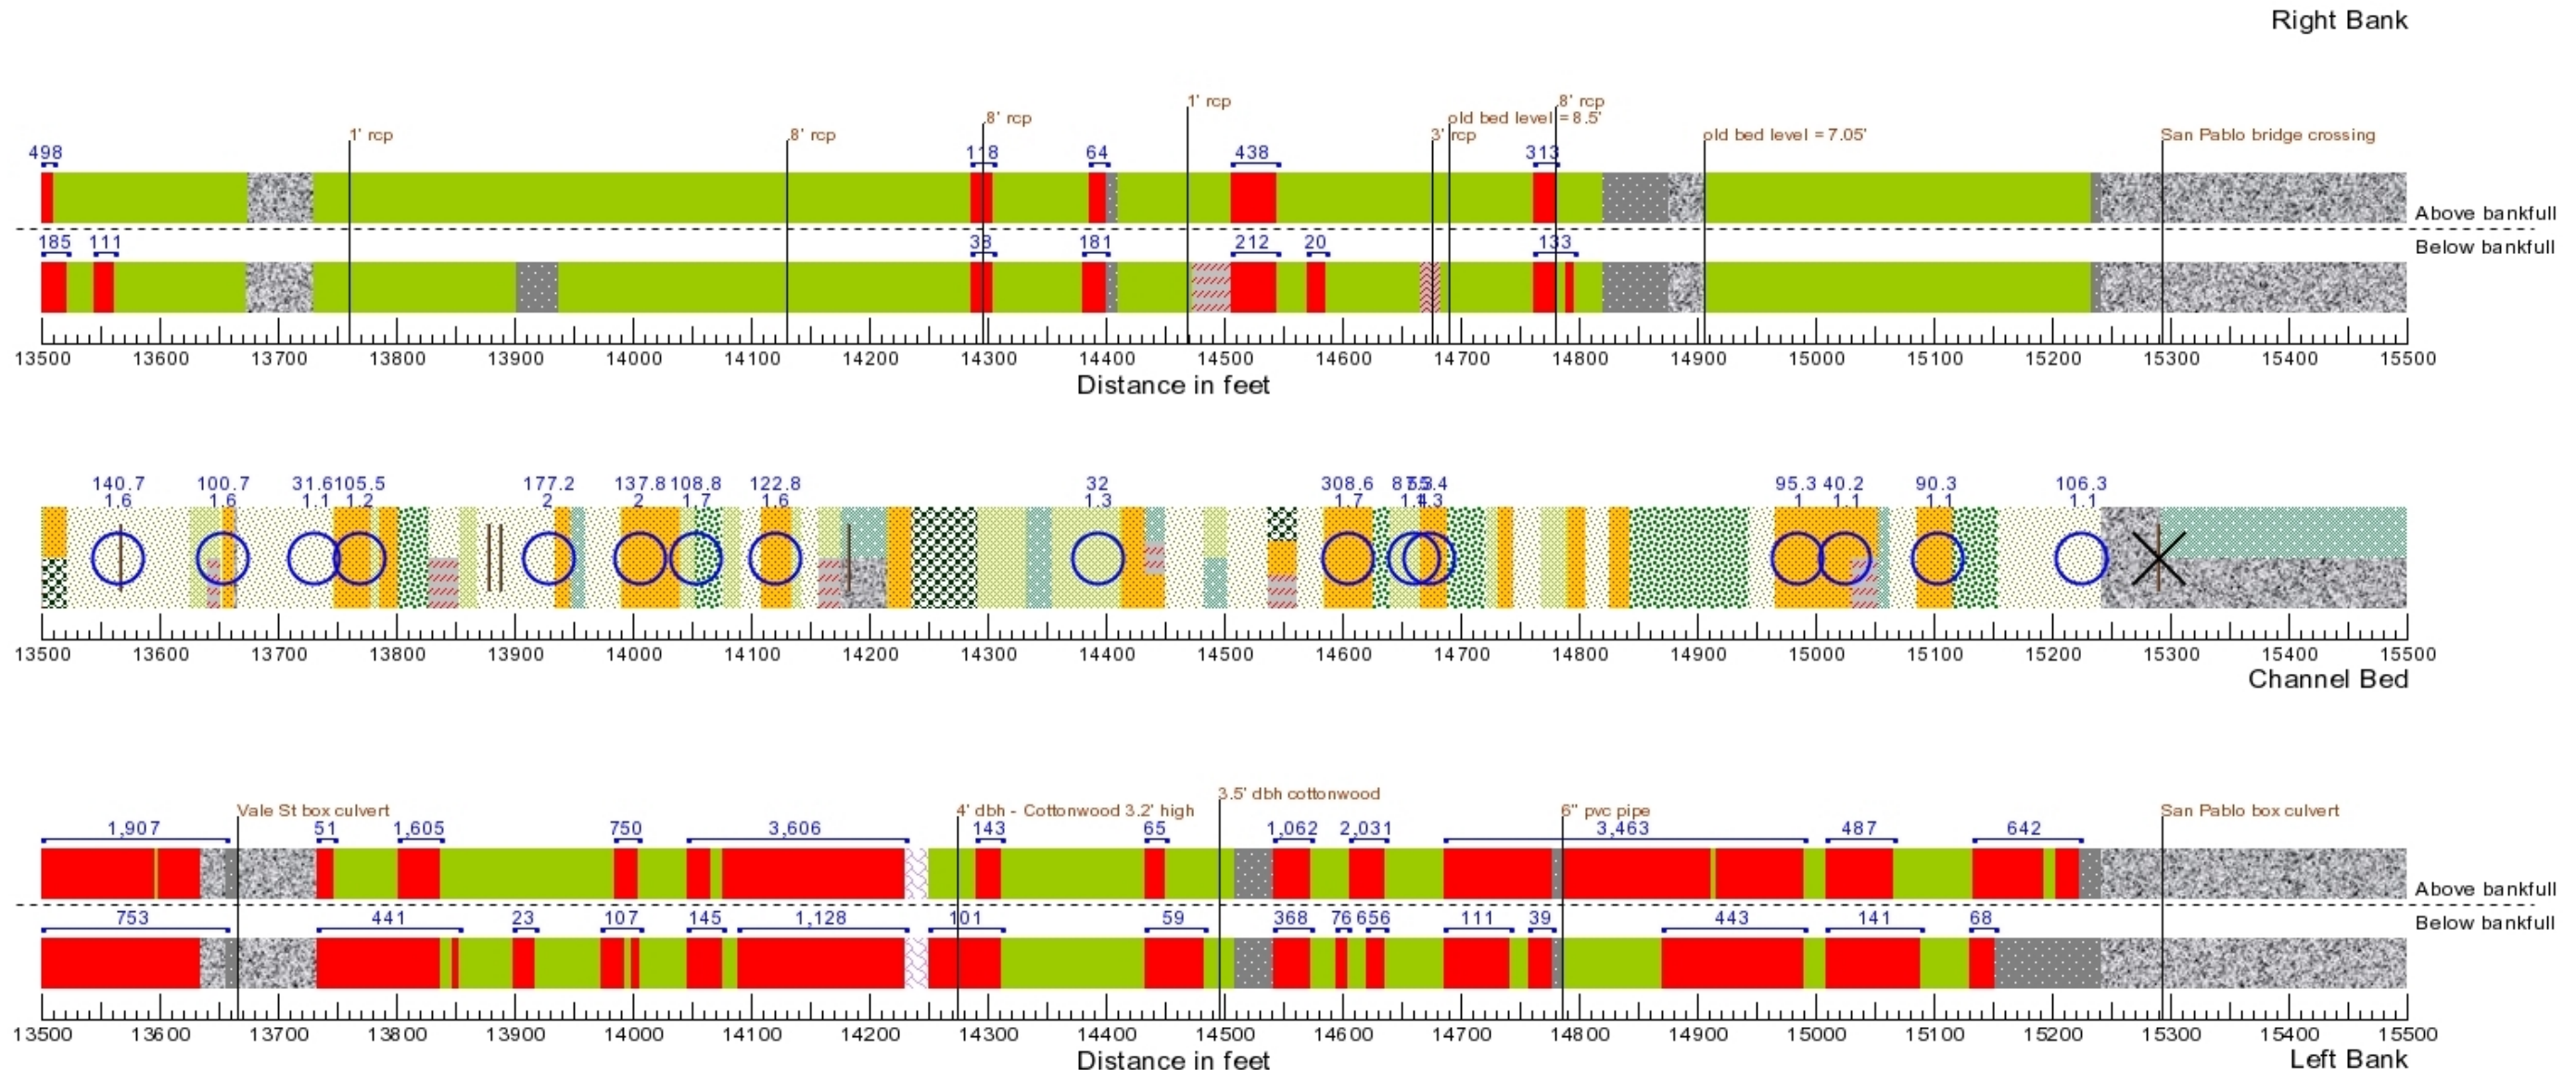 Right Bank
1' rcp
8' rcp
8' rcp
1' rcp
old bed level = 8.5'
3' rcp
8' rcp
old bed level = 7.05'
San Pablo bridge crossing
498 118 64 438 313
Above bankfull
185 111 38 181 212 20 133
Below bankfull
13500 13600 13700 13800 13900 14000 14100 14200 14300 14400 14500 14600 14700 14800 14900 15000 15100 15200 15300 15400 15500
Distance in feet
140.7 100.7 31.6 105.5 177.2 137.8 108.8 122.8 32 308.6 95.3 40.2 90.3 106.3
1.6 1.6 1.1 1.2 2 2 1.7 1.6 1.3 1.7 1 1.1 1.1 1.1
13500 13600 13700 13800 13900 14000 14100 14200 14300 14400 14500 14600 14700 14800 14900 15000 15100 15200 15300 15400 15500
Channel Bed
Vale St box culvert
4' dbh - Cottonwood 3.2' high
3.5' dbh cottonwood
6" pvc pipe
San Pablo box culvert
1,907 51 1,605 750 3,606 143 65 1,062 2,031 3,463 487 642
Above bankfull
753 441 23 107 145 1,128 101 59 368 76 656 111 39 443 141 68
Below bankfull
13500 13600 13700 13800 13900 14000 14100 14200 14300 14400 14500 14600 14700 14800 14900 15000 15100 15200 15300 15400 15500
Distance in feet
Left Bank